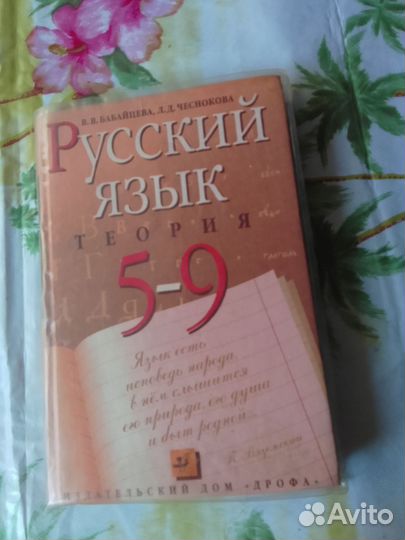 В. В. БАБАЙЦЕВА, Л. Д. ЧЕСНОКОВА
РУССКИЙ
ЯЗЫК
ТЕОРИЯ
5-9
Язык есть
исповедь народа,
в нём слышится
его природа, его душа
и быт родной...
П. Вяземский
ИЗДАТЕЛЬСКИЙ ДОМ «ДРОФА»
Avito